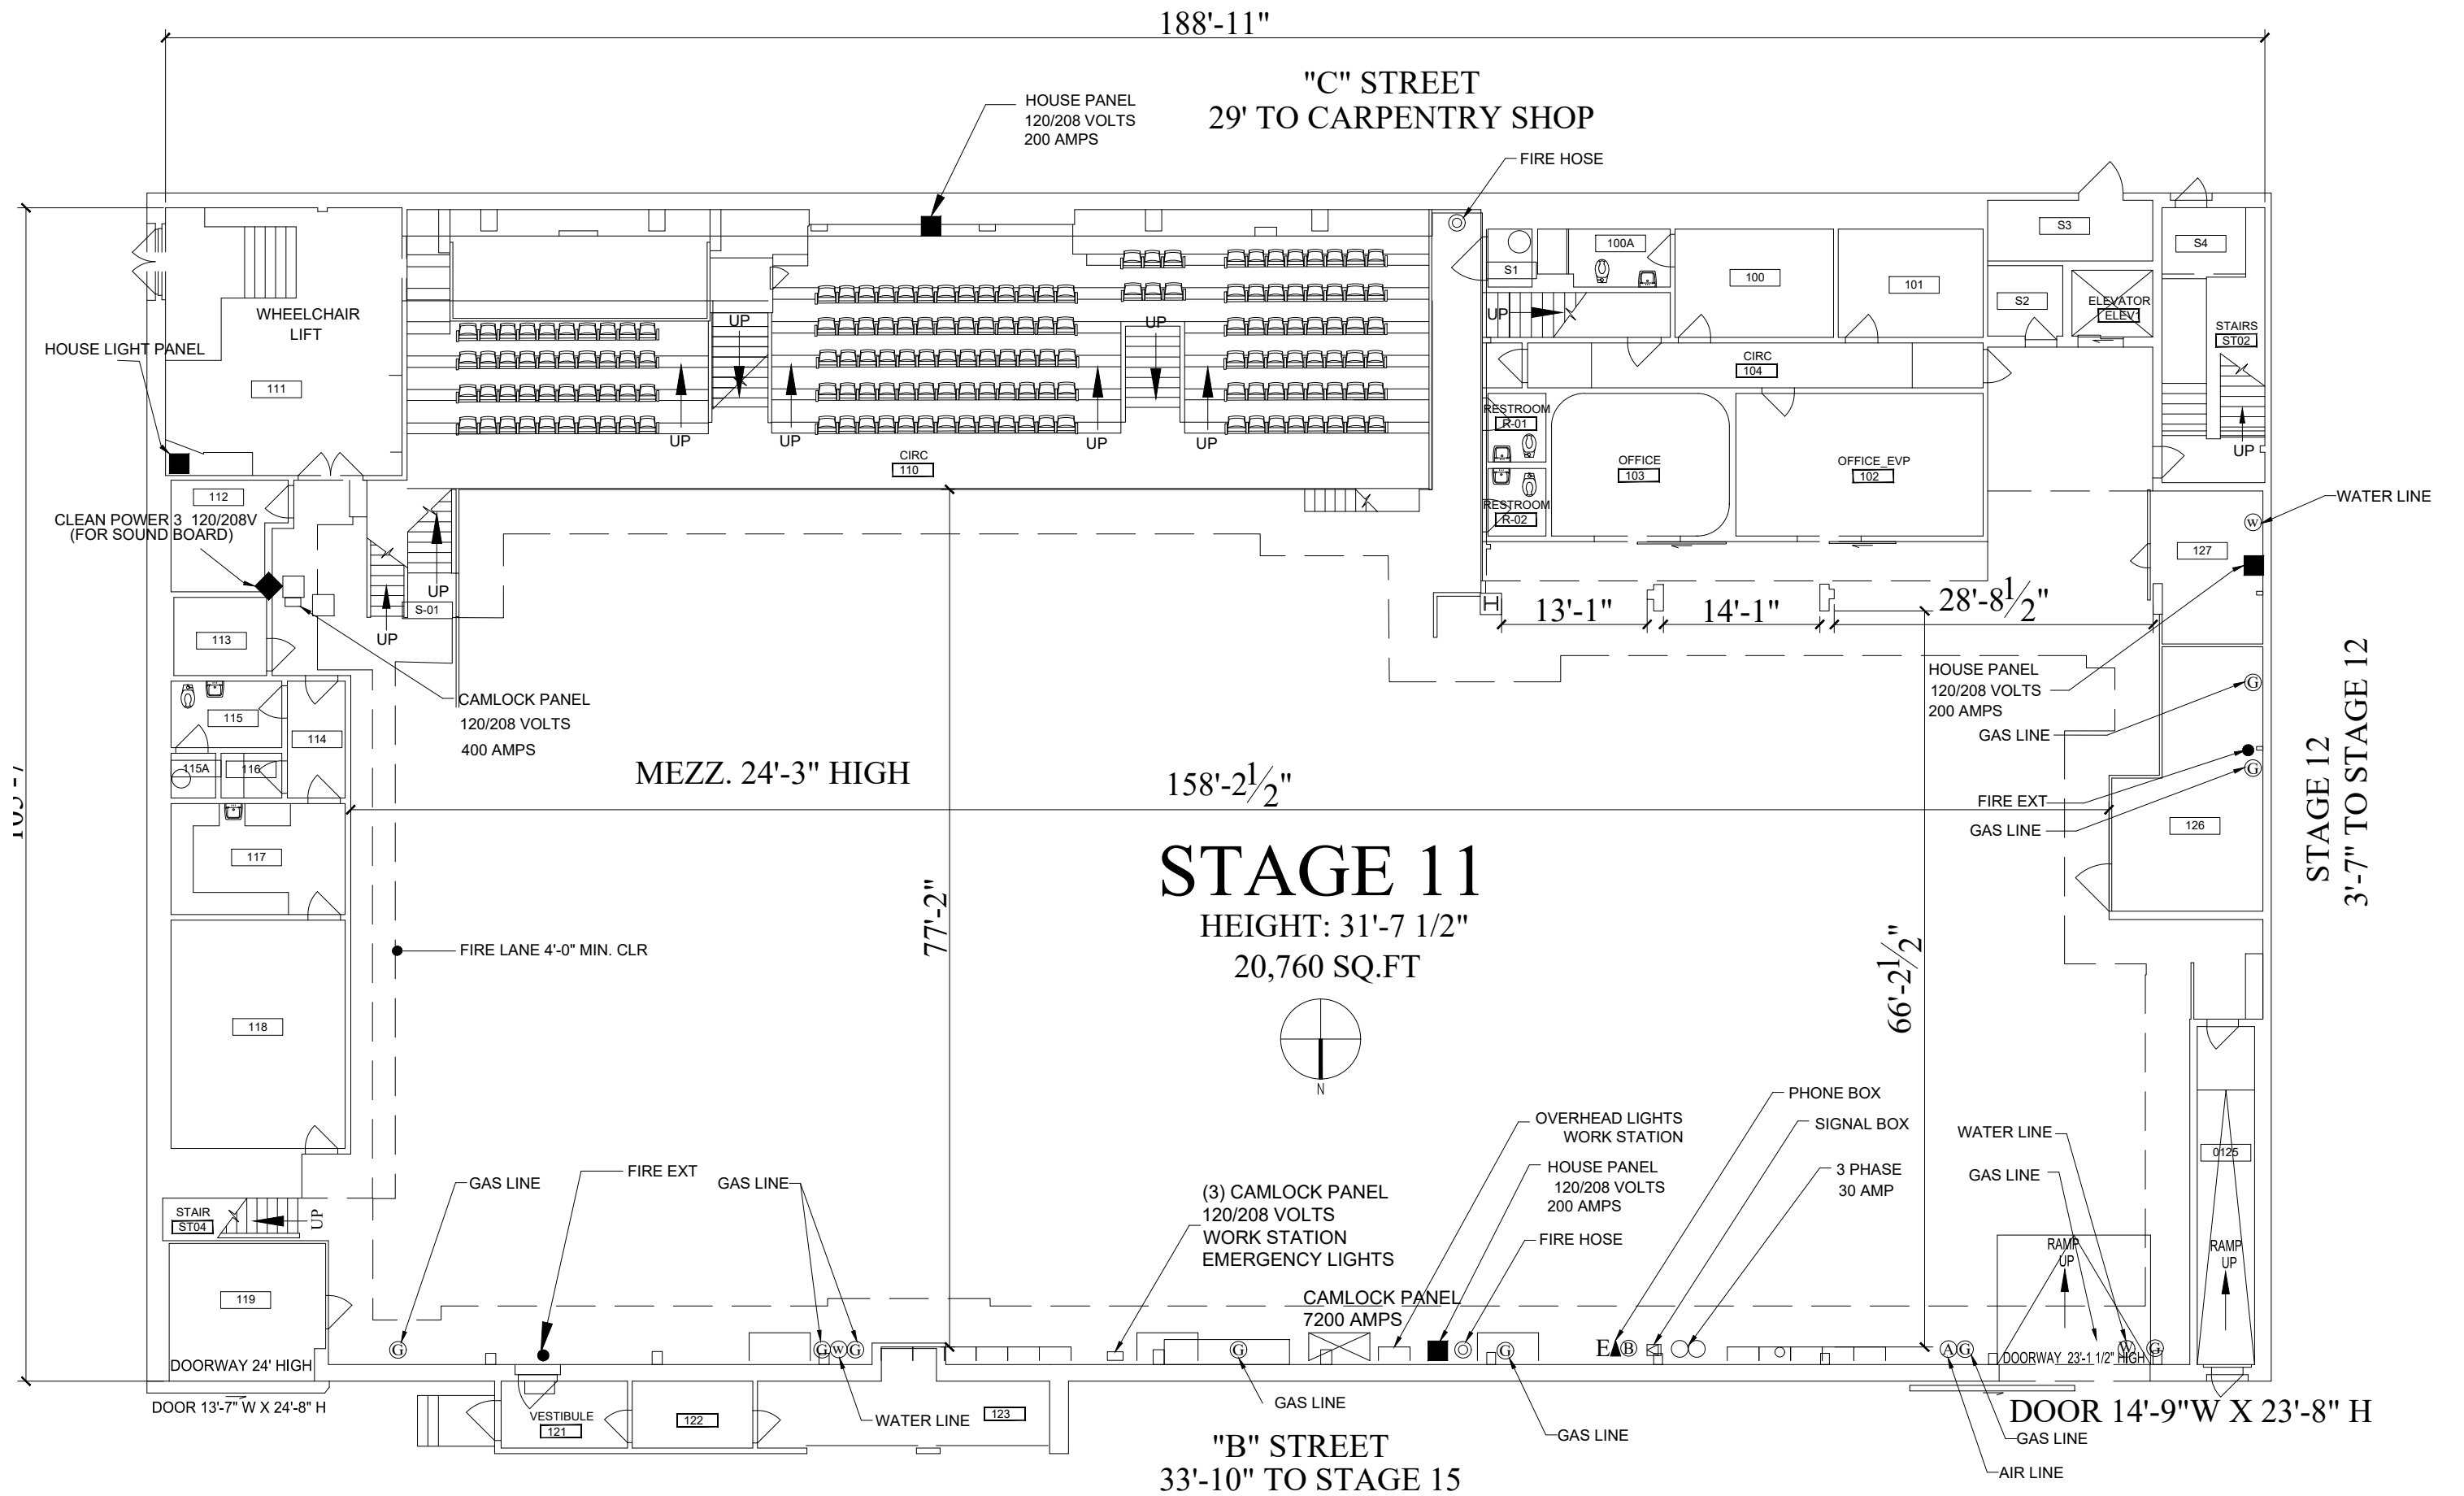 188'-11"
"C" STREET
29' TO CARPENTRY SHOP
HOUSE PANEL
120/208 VOLTS
200 AMPS
FIRE HOSE
S3
S4
100A
S1
100
101
S2
ELEVATOR
ELEV1
WHEELCHAIR
LIFT
UP
UP
UP
STAIRS
ST02
HOUSE LIGHT PANEL
111
CIRC
104
RESTROOM
R-01
UP
UP
UP
UP
UP
CIRC
110
OFFICE
103
OFFICE_EVP
102
112
WATER LINE
W
RESTROOM
R-02
CLEAN POWER 3 120/208V
(FOR SOUND BOARD)
127
UP
S-01
13'-1"
14'-1"
28'-8 1/2"
113
UP
HOUSE PANEL
120/208 VOLTS
200 AMPS
G
GAS LINE
CAMLOCK PANEL
120/208 VOLTS
400 AMPS
115
114
115A
116
MEZZ. 24'-3" HIGH
158'-2 1/2"
G
FIRE EXT
GAS LINE
126
STAGE 12
3'-7" TO STAGE 12
117
STAGE 11
HEIGHT: 31'-7 1/2"
20,760 SQ.FT
77'-2"
66'-2 1/2"
FIRE LANE 4'-0" MIN. CLR
118
N
PHONE BOX
OVERHEAD LIGHTS
WORK STATION
SIGNAL BOX
WATER LINE
0125
HOUSE PANEL
120/208 VOLTS
200 AMPS
3 PHASE
30 AMP
GAS LINE
FIRE EXT
GAS LINE
GAS LINE
(3) CAMLOCK PANEL
120/208 VOLTS
WORK STATION
EMERGENCY LIGHTS
STAIR
ST04
UP
FIRE HOSE
RAMP
UP
RAMP
UP
119
CAMLOCK PANEL
7200 AMPS
G
G
W
G
G
G
E
B
A
G
W
G
DOORWAY 24' HIGH
DOORWAY 23'-1 1/2" HIGH
DOOR 13'-7" W X 24'-8" H
GAS LINE
DOOR 14'-9"W X 23'-8" H
VESTIBULE
121
122
WATER LINE
123
GAS LINE
GAS LINE
"B" STREET
33'-10" TO STAGE 15
AIR LINE